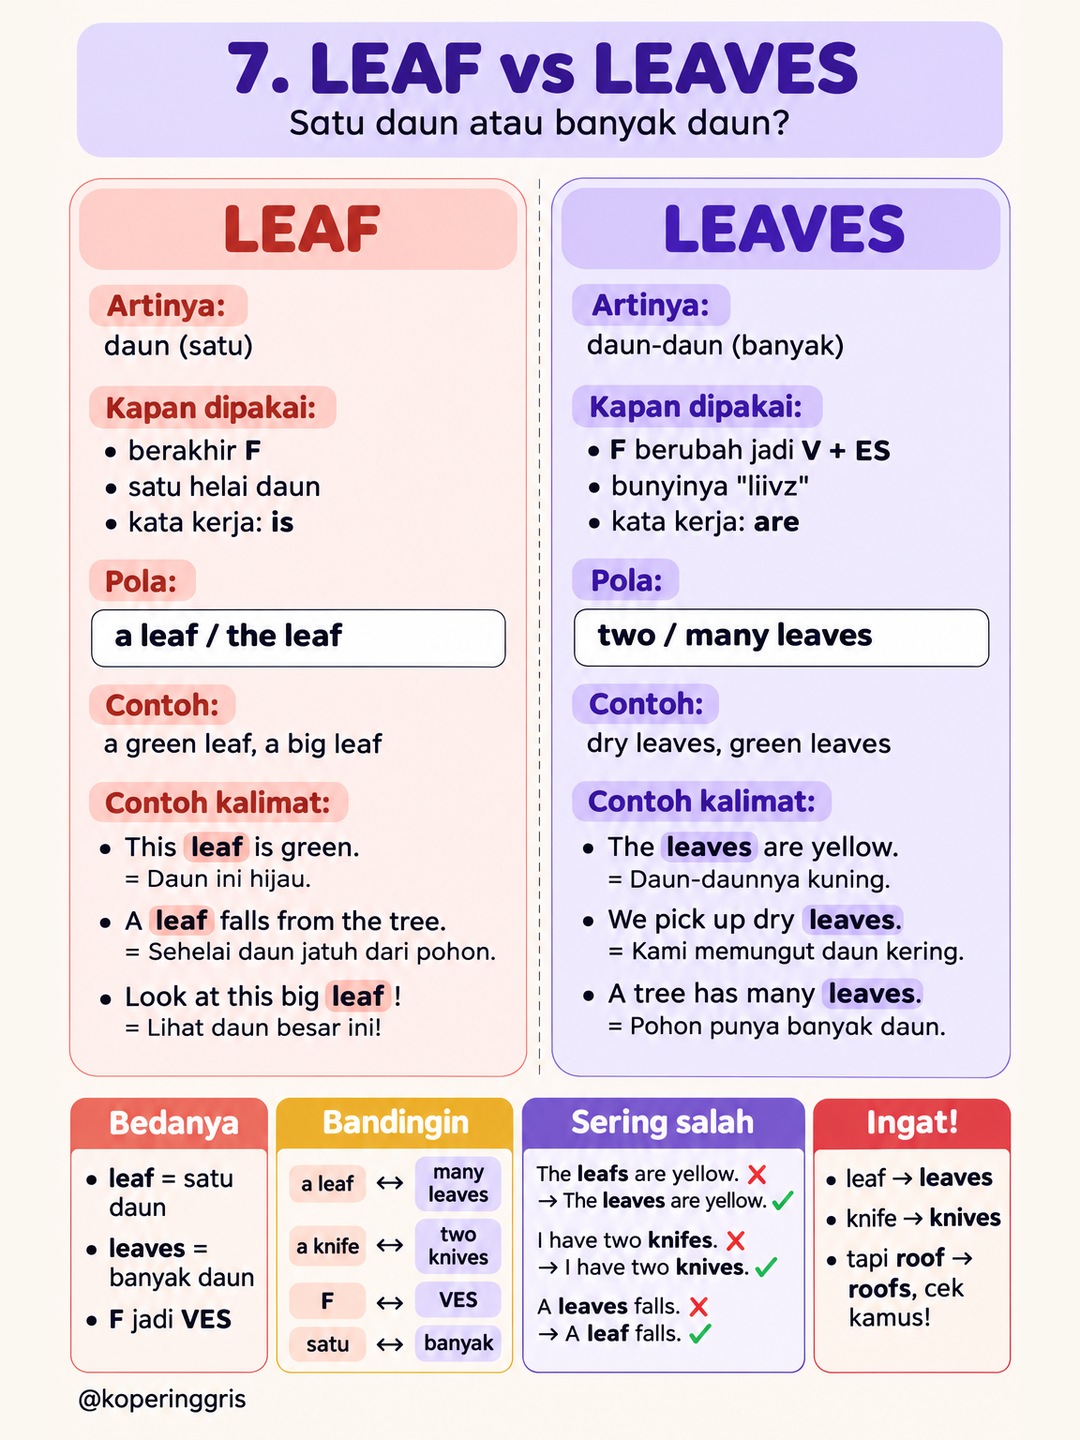 7. LEAF vs LEAVES
Satu daun atau banyak daun?
LEAF
Artinya:
daun (satu)
Kapan dipakai:
• berakhir F
• satu helai daun
• kata kerja: is
Pola:
a leaf / the leaf
Contoh:
a green leaf, a big leaf
Contoh kalimat:
• This leaf is green.
= Daun ini hijau.
• A leaf falls from the tree.
= Sehelai daun jatuh dari pohon.
• Look at this big leaf !
= Lihat daun besar ini!
LEAVES
Artinya:
daun-daun (banyak)
Kapan dipakai:
• F berubah jadi V + ES
• bunyinya "liivz"
• kata kerja: are
Pola:
two / many leaves
Contoh:
dry leaves, green leaves
Contoh kalimat:
• The leaves are yellow.
= Daun-daunnya kuning.
• We pick up dry leaves.
= Kami memungut daun kering.
• A tree has many leaves.
= Pohon punya banyak daun.
Bedanya
• leaf = satu
daun
• leaves =
banyak daun
• F jadi VES
Bandingin
a leaf ↔ many
leaves
a knife ↔ two
knives
F ↔ VES
satu ↔ banyak
Sering salah
The leafs are yellow. ❌
→ The leaves are yellow. ✓
I have two knifes. ❌
→ I have two knives. ✓
A leaves falls. ❌
→ A leaf falls. ✓
Ingat!
• leaf → leaves
• knife → knives
• tapi roof →
roofs, cek
kamus!
@koperinggris